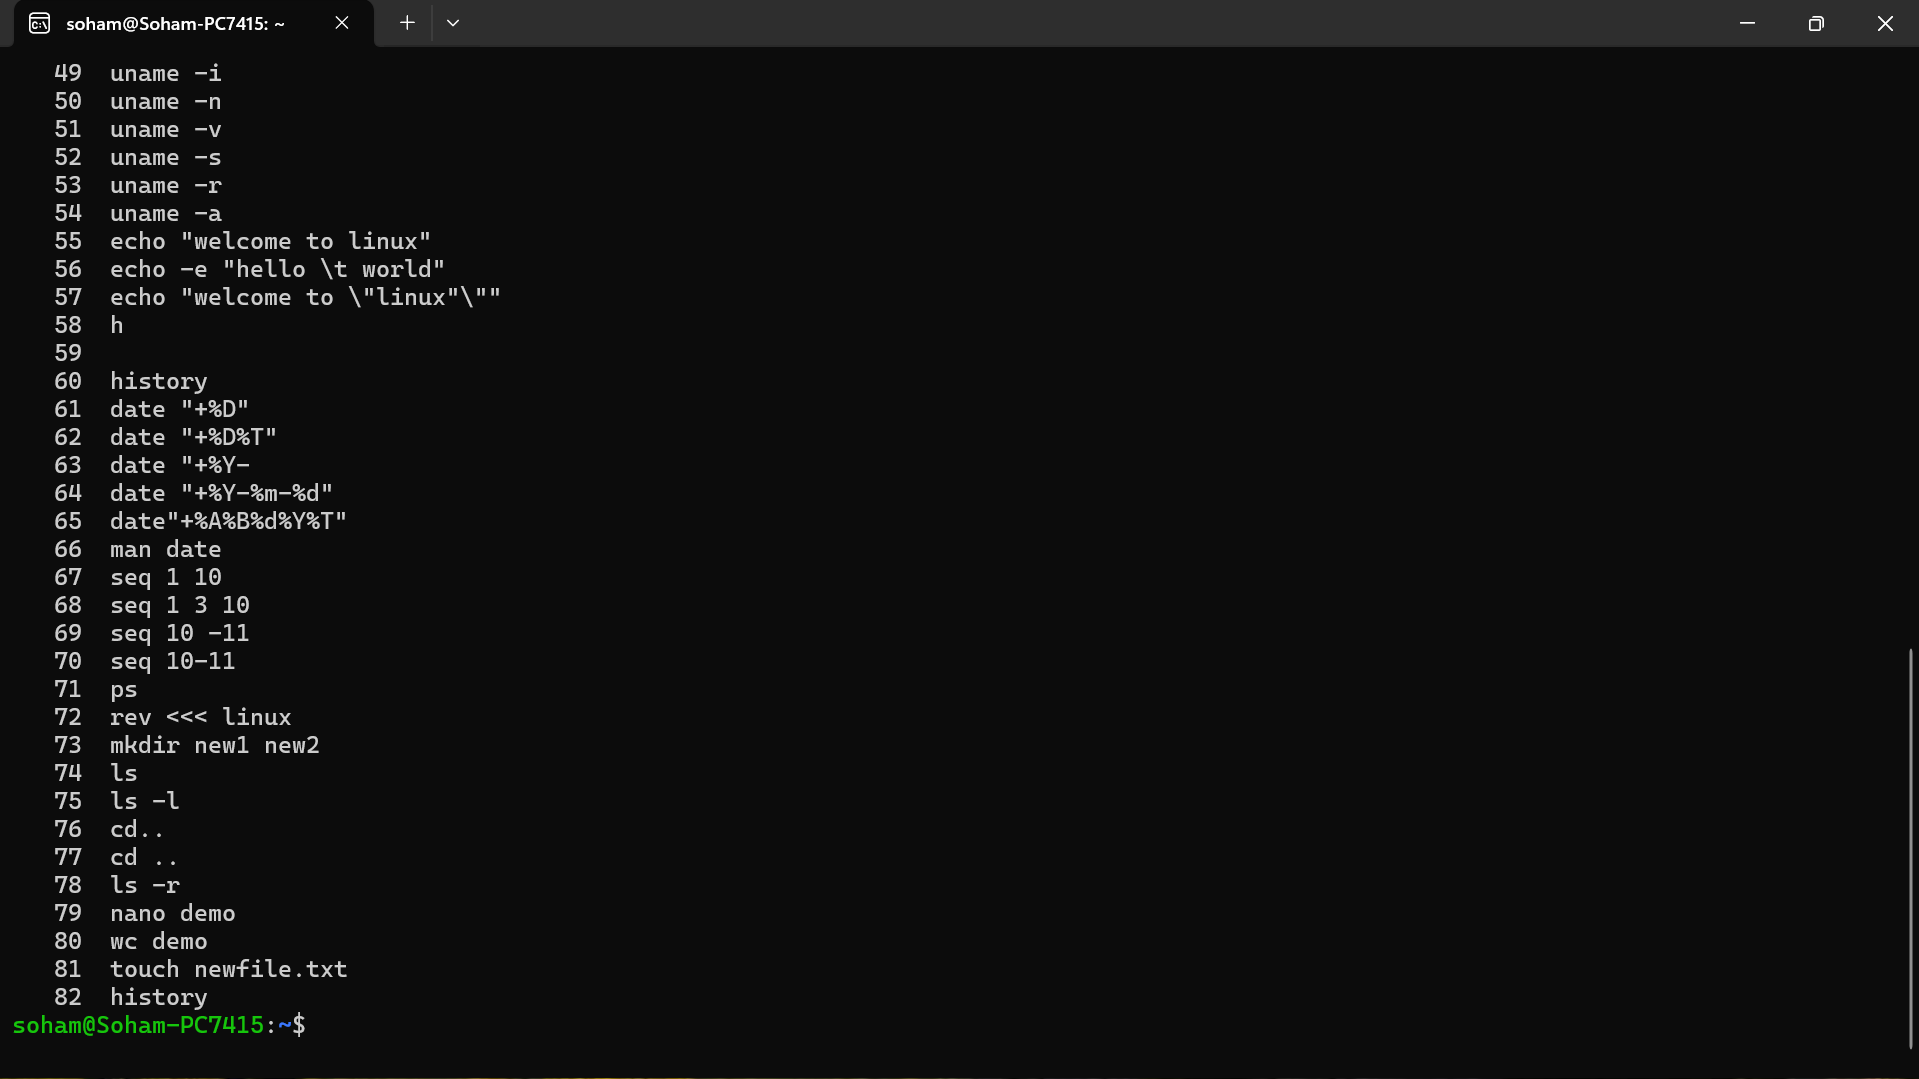 soham@Soham-PC7415: ~
49 uname -i
50 uname -n
51 uname -v
52 uname -s
53 uname -r
54 uname -a
55 echo "welcome to linux"
56 echo -e "hello \t world"
57 echo "welcome to \"linux"\""
58 h
59
60 history
61 date "+%D"
62 date "+%D%T"
63 date "+%Y-
64 date "+%Y-%m-%d"
65 date"+%A%B%d%Y%T"
66 man date
67 seq 1 10
68 seq 1 3 10
69 seq 10 -11
70 seq 10-11
71 ps
72 rev <<< linux
73 mkdir new1 new2
74 ls
75 ls -l
76 cd..
77 cd ..
78 ls -r
79 nano demo
80 wc demo
81 touch newfile.txt
82 history
soham@Soham-PC7415:~$